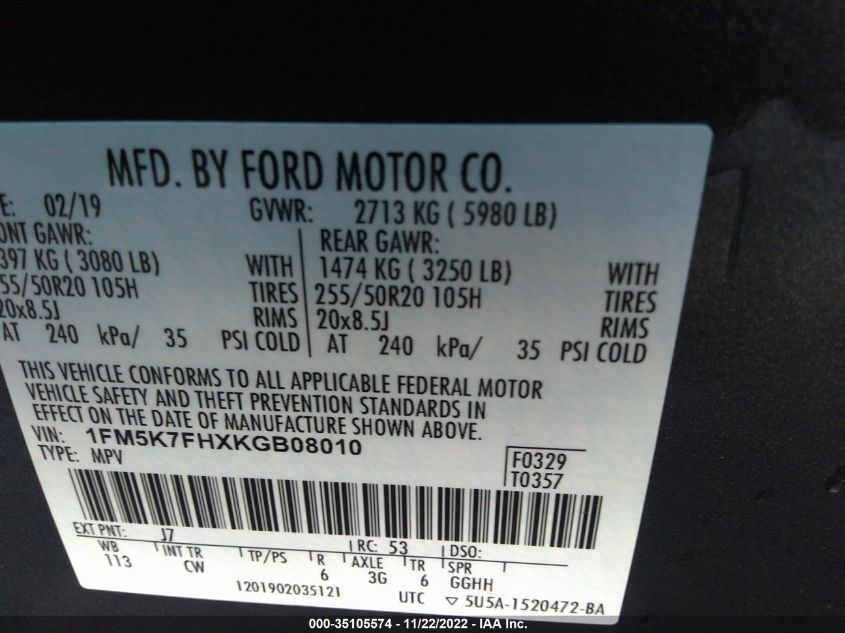 MFD. BY FORD MOTOR CO.
E: 02/19 GVWR: 2713 KG ( 5980 LB)
ONT GAWR: REAR GAWR:
397 KG ( 3080 LB) WITH 1474 KG ( 3250 LB) WITH
55/50R20 105H TIRES 255/50R20 105H TIRES
20x8.5J RIMS 20x8.5J RIMS
AT 240 kPa/ 35 PSI COLD AT 240 kPa/ 35 PSI COLD
THIS VEHICLE CONFORMS TO ALL APPLICABLE FEDERAL MOTOR
VEHICLE SAFETY AND THEFT PREVENTION STANDARDS IN
EFFECT ON THE DATE OF MANUFACTURE SHOWN ABOVE.
VIN: 1FM5K7FHXKGB08010
TYPE: MPV
F0329
T0357
EXT PNT: J7 RC: 53 DSO:
WB INT TR TP/PS R AXLE TR SPR
113 CW 6 3G 6 GGHH
1201902035121 UTC ▽ 5U5A-1520472-BA
000-35105574 - 11/22/2022 - IAA Inc.